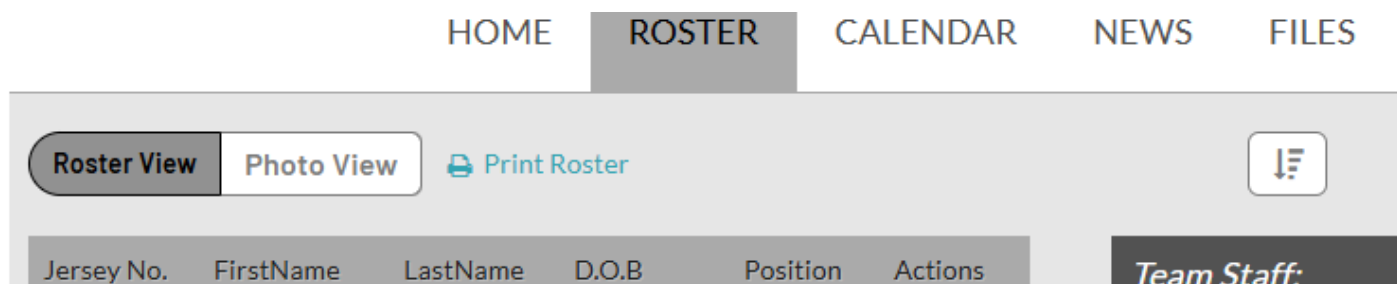 HOME ROSTER CALENDAR NEWS FILES
Roster View Photo View Print Roster
Jersey No. FirstName LastName D.O.B Position Actions
Team Staff: